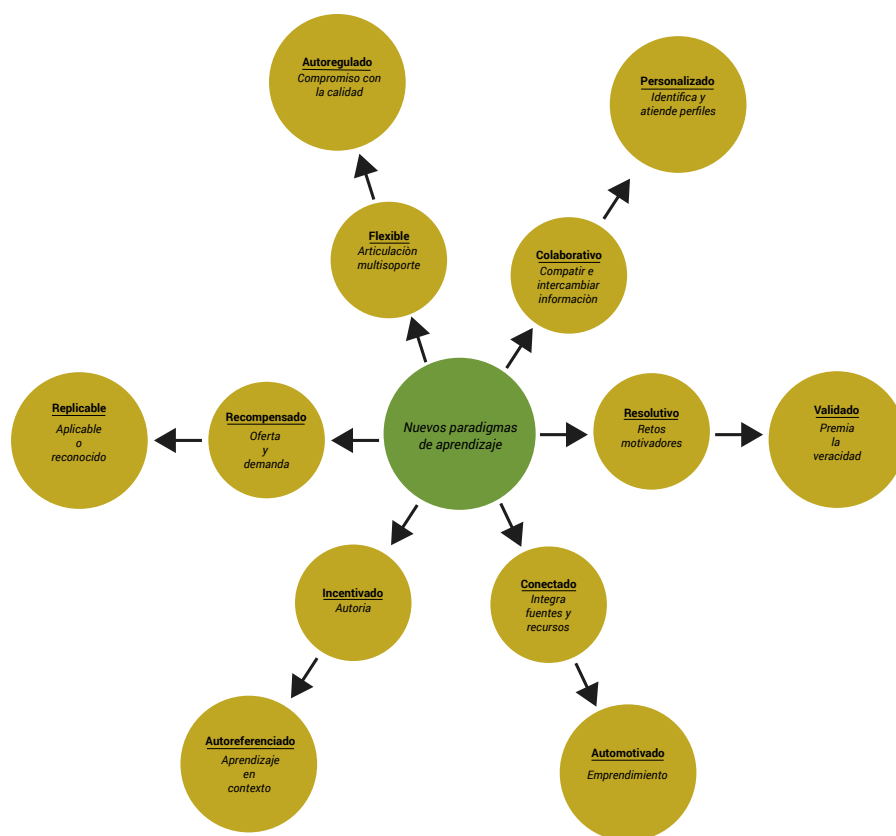 Autoregulado
Compromiso con
la calidad
Personalizado
Identifica y
atiende perfiles
Flexible
Articulaciòn
multisoporte
Colaborativo
Compatir e
intercambiar
informaciòn
Replicable
Aplicable
o
reconocido
Recompensado
Oferta
y
demanda
Nuevos paradigmas
de aprendizaje
Resolutivo
Retos
motivadores
Validado
Premia
la
veracidad
Incentivado
Autoria
Conectado
Integra
fuentes y
recursos
Autoreferenciado
Aprendizaje
en
contexto
Automotivado
Emprendimiento